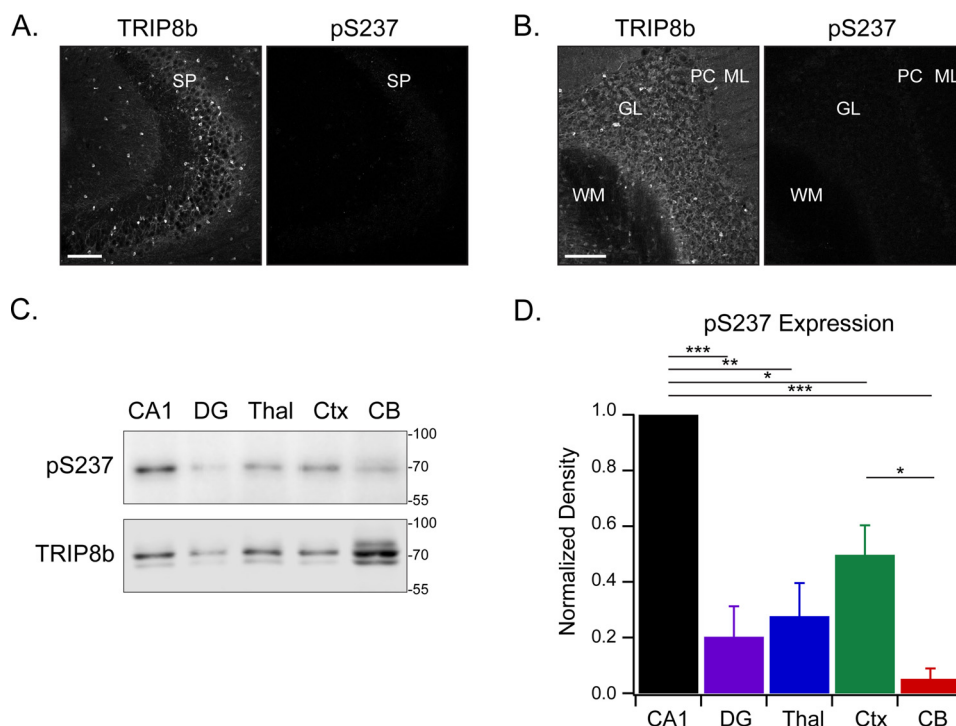 A.
TRIP8b
pS237
SP
B.
TRIP8b
pS237
PC ML
GL
WM
PC ML
GL
WM
C.
CA1 DG Thal Ctx CB
pS237
-100
-70
-55
TRIP8b
-100
-70
-55
D.
pS237 Expression
***
**
*
***
*
Normalized Density
1.0
0.8
0.6
0.4
0.2
0.0
CA1 DG Thal Ctx CB